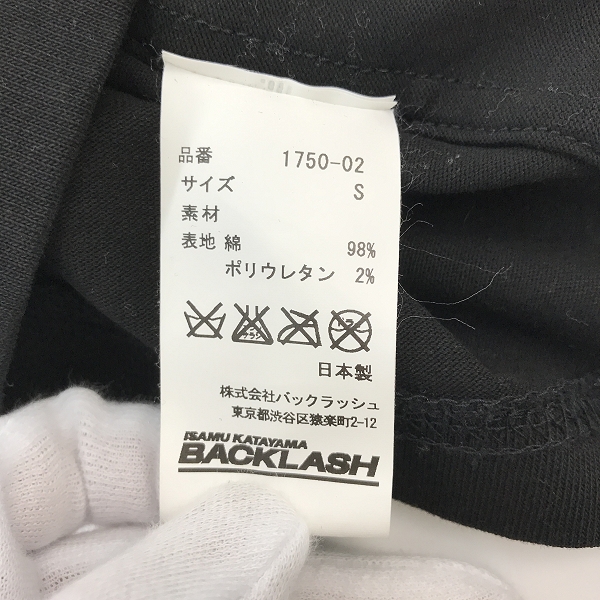 品番 1750-02
サイズ S
素材
表地 綿 98%
ポリウレタン 2%
日本製
株式会社バックラッシュ
東京都渋谷区猿楽町2-12
ISAMU KATAYAMA
BACKLASH